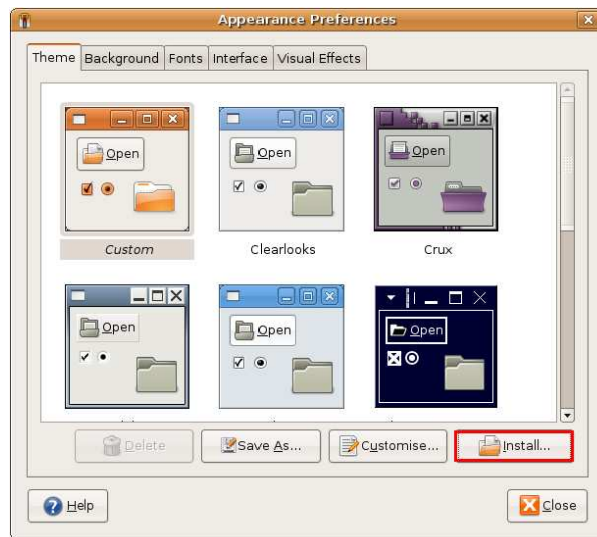 Appearance Preferences
Theme Background Fonts Interface Visual Effects
Open Open Open
Custom Clearlooks Crux
Open Open Open
Delete Save As... Customise... Install...
Help Close